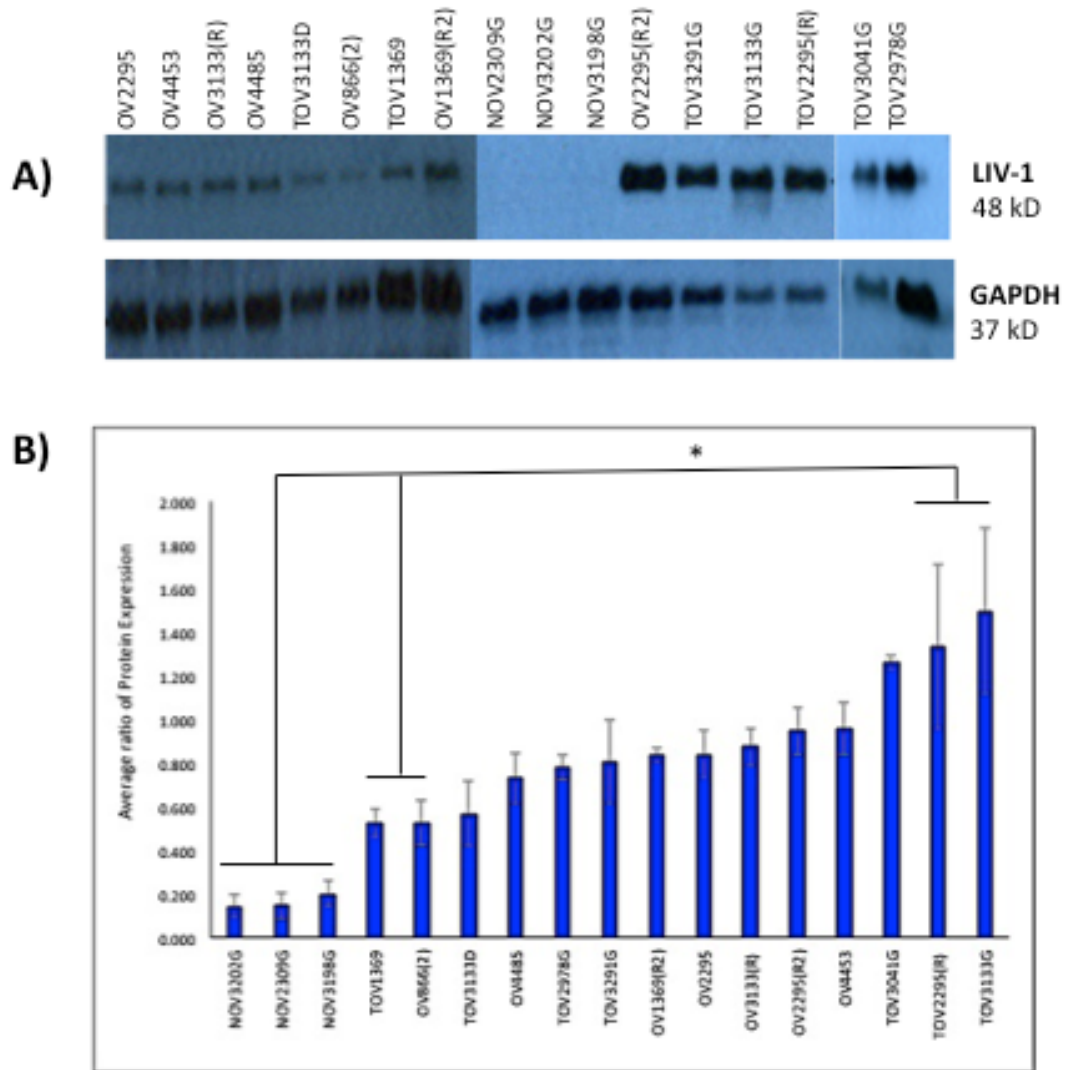 OV2295
OV4453
OV3133(R)
OV4485
TOV3133D
OV866(2)
TOV1369
OV1369(R2)
NOV2309G
NOV3202G
NOV3198G
OV2295(R2)
TOV3291G
TOV3133G
TOV2295(R)
TOV3041G
TOV2978G
A)
LIV-1
48 kD
GAPDH
37 kD
B)
*
Average ratio of Protein Expression
2.000
1.800
1.600
1.400
1.200
1.000
0.800
0.600
0.400
0.200
0.000
NOV3202G
NOV2309G
NOV3198G
TOV1369
OV866(2)
TOV3133D
OV4485
TOV2978G
TOV3291G
OV1369(R2)
OV2295
OV3133(R)
OV2295(R2)
OV4453
TOV3041G
TOV2295(R)
TOV3133G